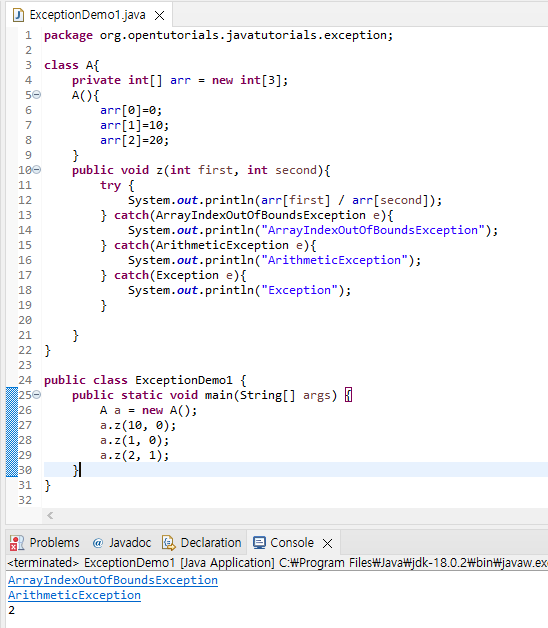 ExceptionDemo1.java
1 package org.opentutorials.javatutorials.exception;
2
3 class A{
4     private int[] arr = new int[3];
5     A(){
6         arr[0]=0;
7         arr[1]=10;
8         arr[2]=20;
9     }
10     public void z(int first, int second){
11         try {
12             System.out.println(arr[first] / arr[second]);
13         } catch(ArrayIndexOutOfBoundsException e){
14             System.out.println("ArrayIndexOutOfBoundsException");
15         } catch(ArithmeticException e){
16             System.out.println("ArithmeticException");
17         } catch(Exception e){
18             System.out.println("Exception");
19         }
20
21     }
22 }
23
24 public class ExceptionDemo1 {
25     public static void main(String[] args) {
26         A a = new A();
27         a.z(10, 0);
28         a.z(1, 0);
29         a.z(2, 1);
30     }
31 }
32
Problems @ Javadoc Declaration Console
<terminated> ExceptionDemo1 [Java Application] C:₩Program Files₩Java₩jdk-18.0.2₩bin₩javaw.exe
ArrayIndexOutOfBoundsException
ArithmeticException
2